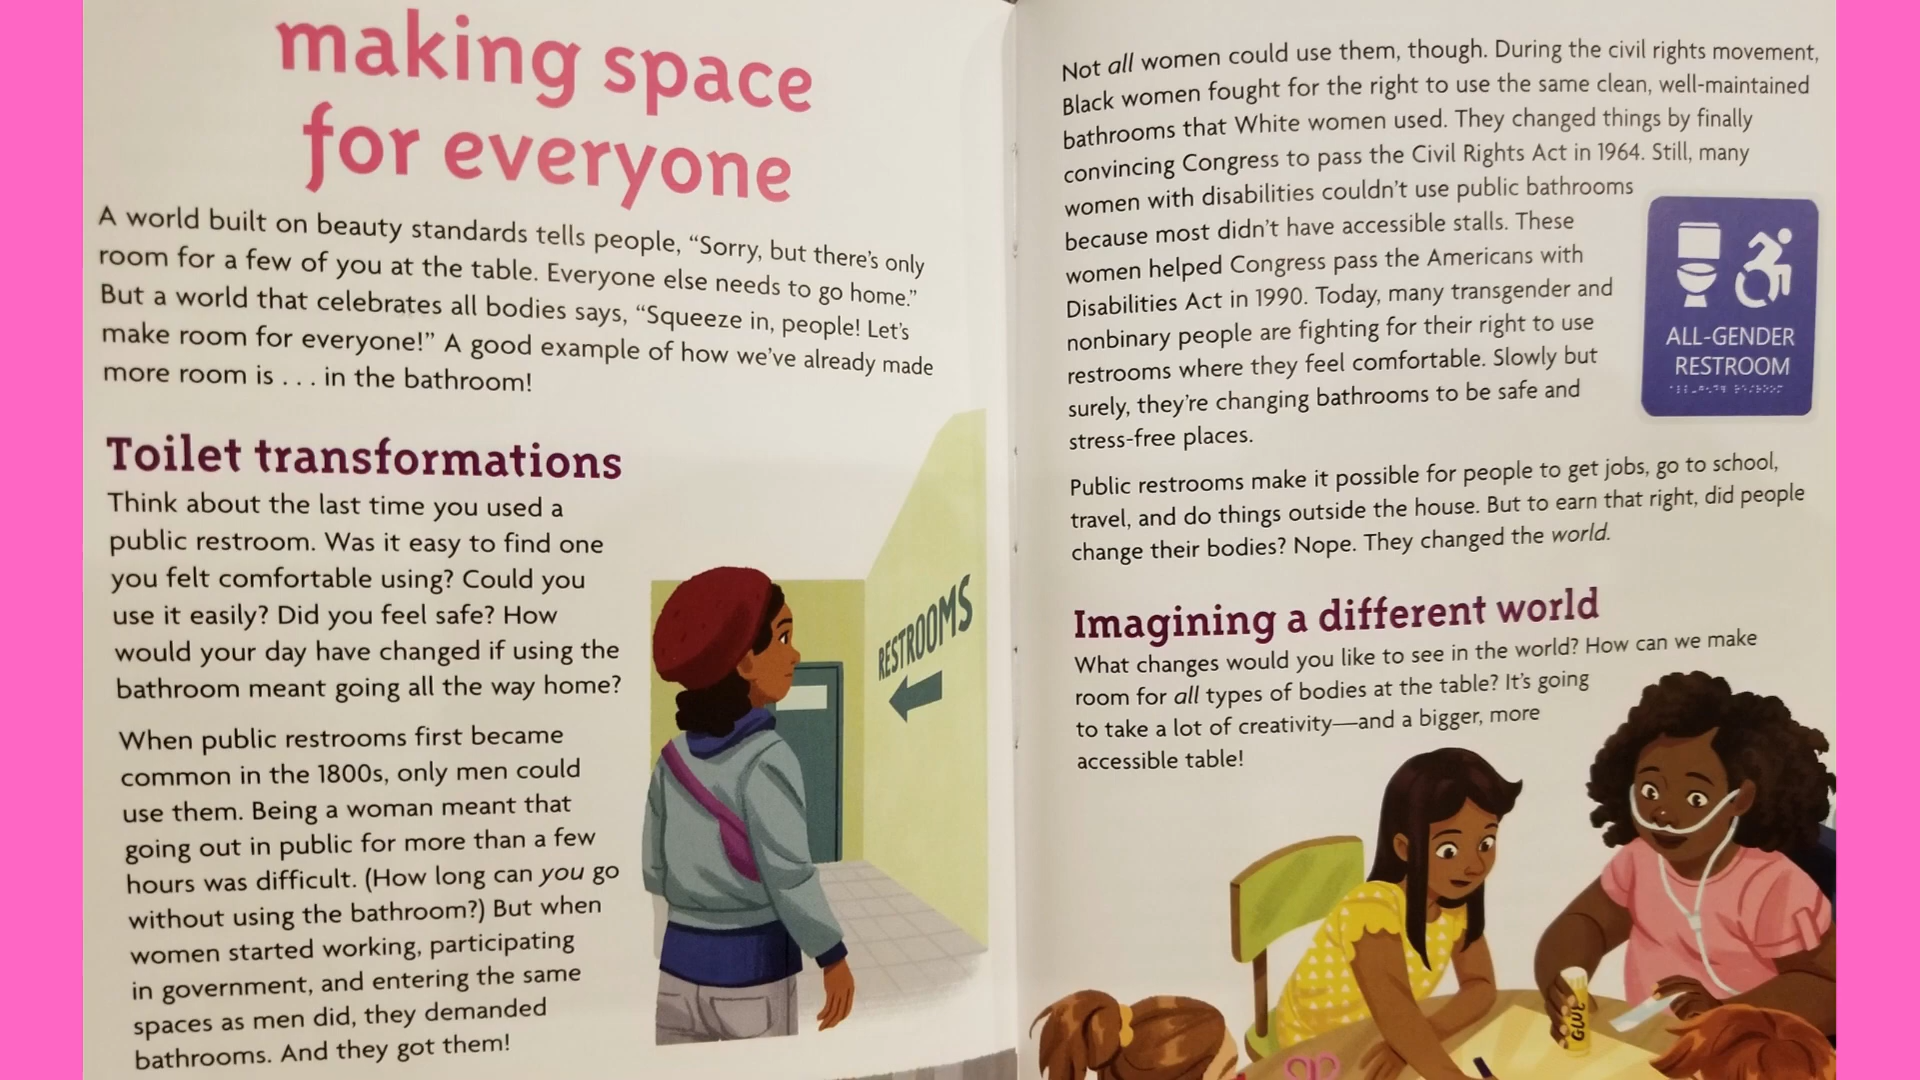 making space
for everyone
A world built on beauty standards tells people, “Sorry, but there’s only
room for a few of you at the table. Everyone else needs to go home.”
But a world that celebrates all bodies says, “Squeeze in, people! Let’s
make room for everyone!” A good example of how we’ve already made
more room is . . . in the bathroom!
Toilet transformations
Think about the last time you used a
public restroom. Was it easy to find one
you felt comfortable using? Could you
use it easily? Did you feel safe? How
would your day have changed if using the
bathroom meant going all the way home?
When public restrooms first became
common in the 1800s, only men could
use them. Being a woman meant that
going out in public for more than a few
hours was difficult. (How long can you go
without using the bathroom?) But when
women started working, participating
in government, and entering the same
spaces as men did, they demanded
bathrooms. And they got them!
RESTROOMS
Not all women could use them, though. During the civil rights movement,
Black women fought for the right to use the same clean, well-maintained
bathrooms that White women used. They changed things by finally
convincing Congress to pass the Civil Rights Act in 1964. Still, many
women with disabilities couldn’t use public bathrooms
because most didn’t have accessible stalls. These
women helped Congress pass the Americans with
Disabilities Act in 1990. Today, many transgender and
nonbinary people are fighting for their right to use
restrooms where they feel comfortable. Slowly but
surely, they’re changing bathrooms to be safe and
stress-free places.
ALL-GENDER
RESTROOM
Public restrooms make it possible for people to get jobs, go to school,
travel, and do things outside the house. But to earn that right, did people
change their bodies? Nope. They changed the world.
Imagining a different world
What changes would you like to see in the world? How can we make
room for all types of bodies at the table? It’s going
to take a lot of creativity—and a bigger, more
accessible table!
GLUE